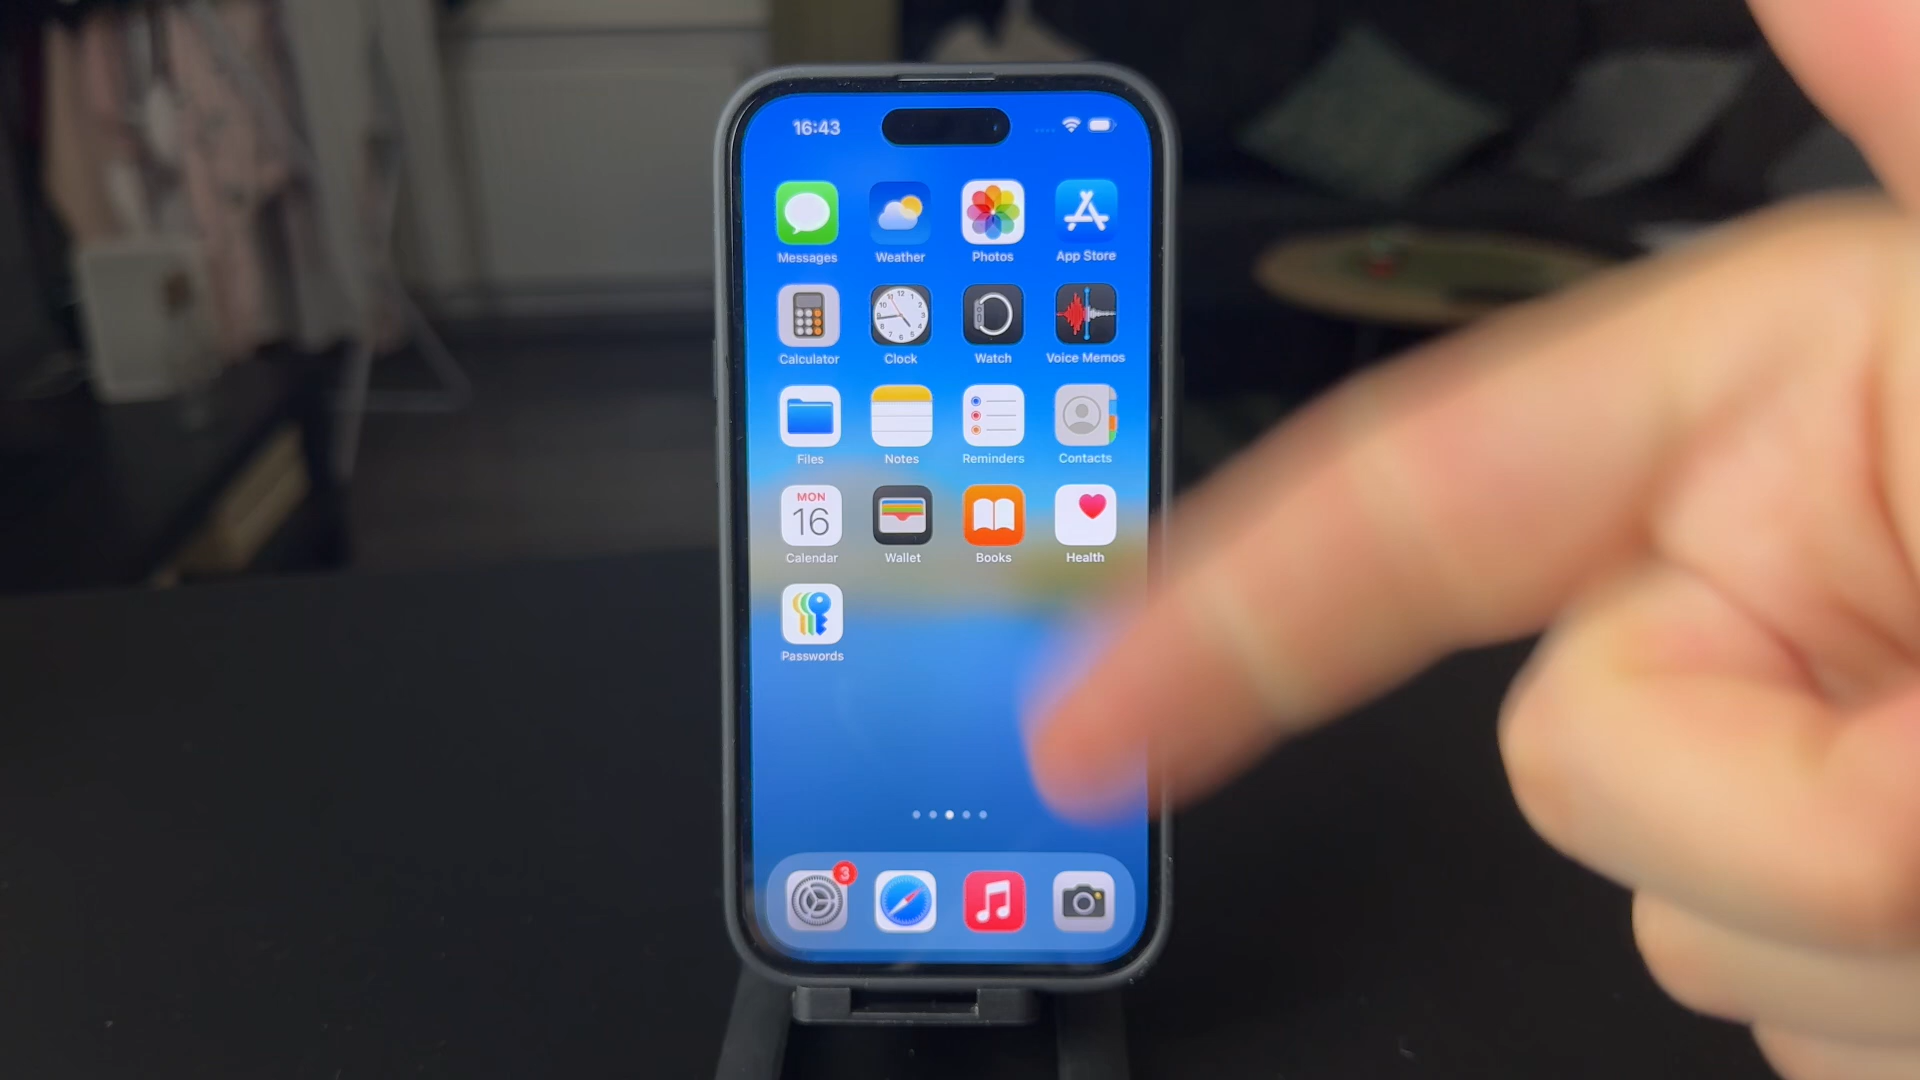 16:43
Messages Weather Photos App Store
Calculator Clock Watch Voice Memos
Files Notes Reminders Contacts
MON
16
Calendar Wallet Books Health
Passwords
3